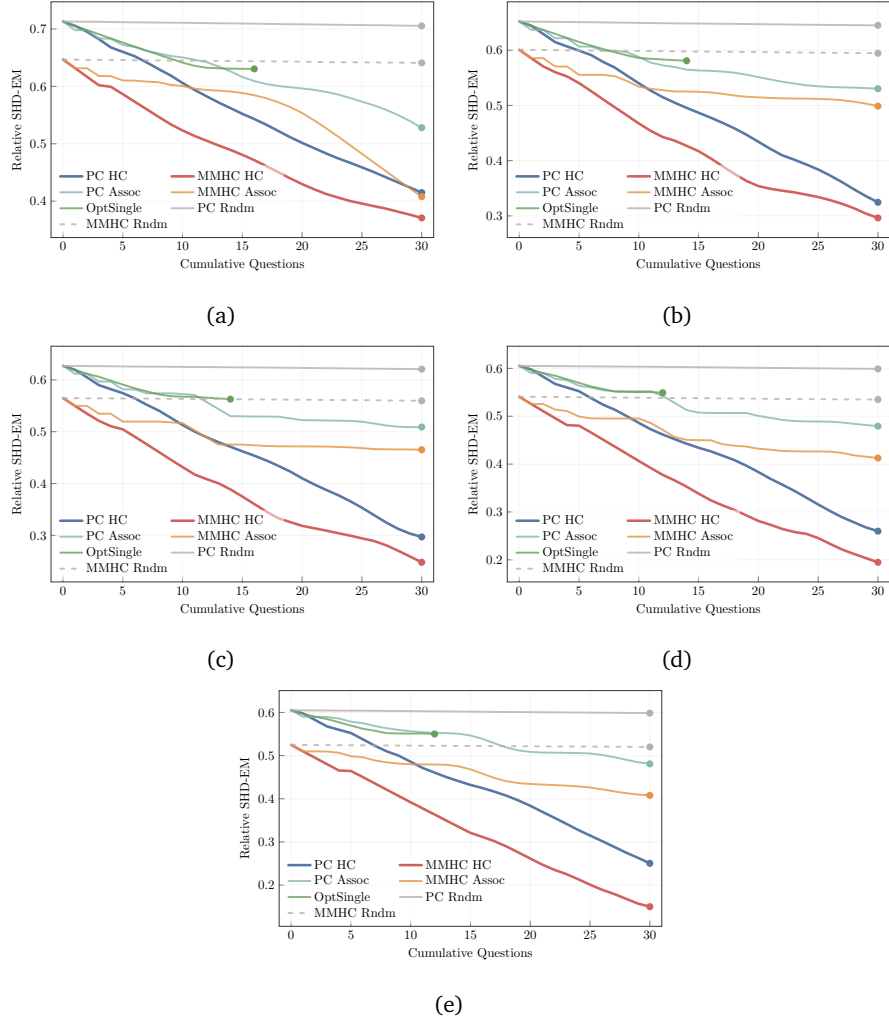 0.7
0.6
0.5
0.4
Relative SHD-EM
PC HC
MMHC HC
PC Assoc
MMHC Assoc
OptSingle
PC Rndm
MMHC Rndm
0 5 10 15 20 25 30
Cumulative Questions
(a)
0.6
0.5
0.4
0.3
Relative SHD-EM
PC HC
MMHC HC
PC Assoc
MMHC Assoc
OptSingle
PC Rndm
MMHC Rndm
0 5 10 15 20 25 30
Cumulative Questions
(b)
0.6
0.5
0.4
0.3
Relative SHD-EM
PC HC
MMHC HC
PC Assoc
MMHC Assoc
OptSingle
PC Rndm
MMHC Rndm
0 5 10 15 20 25 30
Cumulative Questions
(c)
0.6
0.5
0.4
0.3
0.2
Relative SHD-EM
PC HC
MMHC HC
PC Assoc
MMHC Assoc
OptSingle
PC Rndm
MMHC Rndm
0 5 10 15 20 25 30
Cumulative Questions
(d)
0.6
0.5
0.4
0.3
0.2
Relative SHD-EM
PC HC
MMHC HC
PC Assoc
MMHC Assoc
OptSingle
PC Rndm
MMHC Rndm
0 5 10 15 20 25 30
Cumulative Questions
(e)